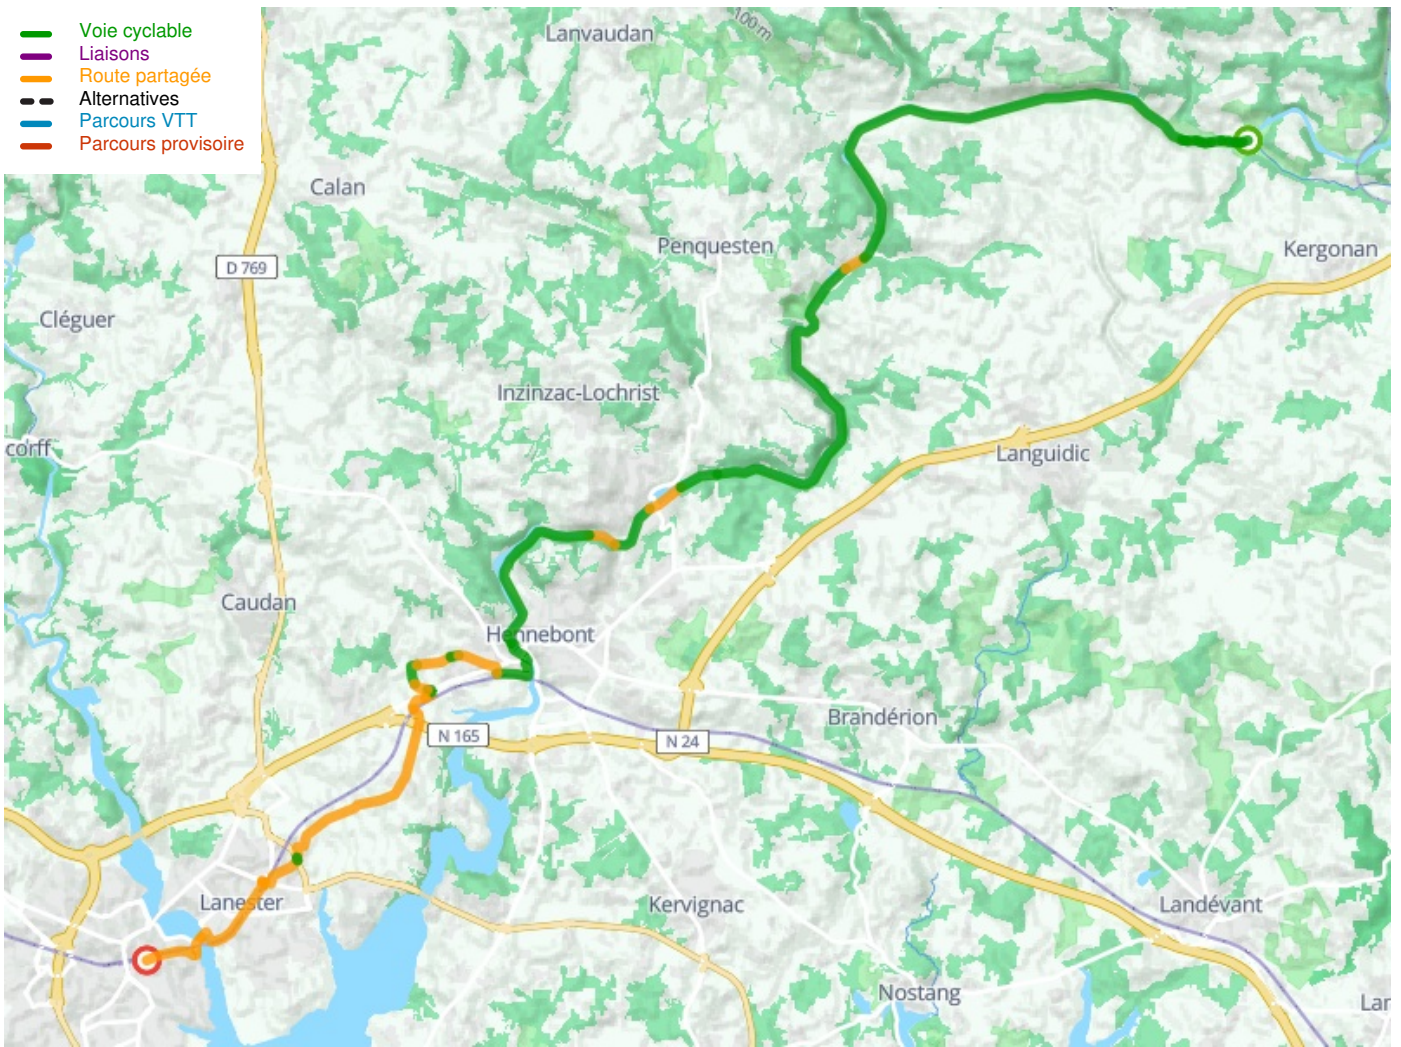 Voie cyclable
Liaisons
Route partagée
Alternatives
Parcours VTT
Parcours provisoire
100 m
Lanvaudan
Calan
Penquesten
Kergonan
D 769
Cléguer
Inzinzac-Lochrist
corff
Languidic
Caudan
Hennebont
Brandérion
N 165
N 24
Lanester
Kervignac
Landévant
Nostang
Lar